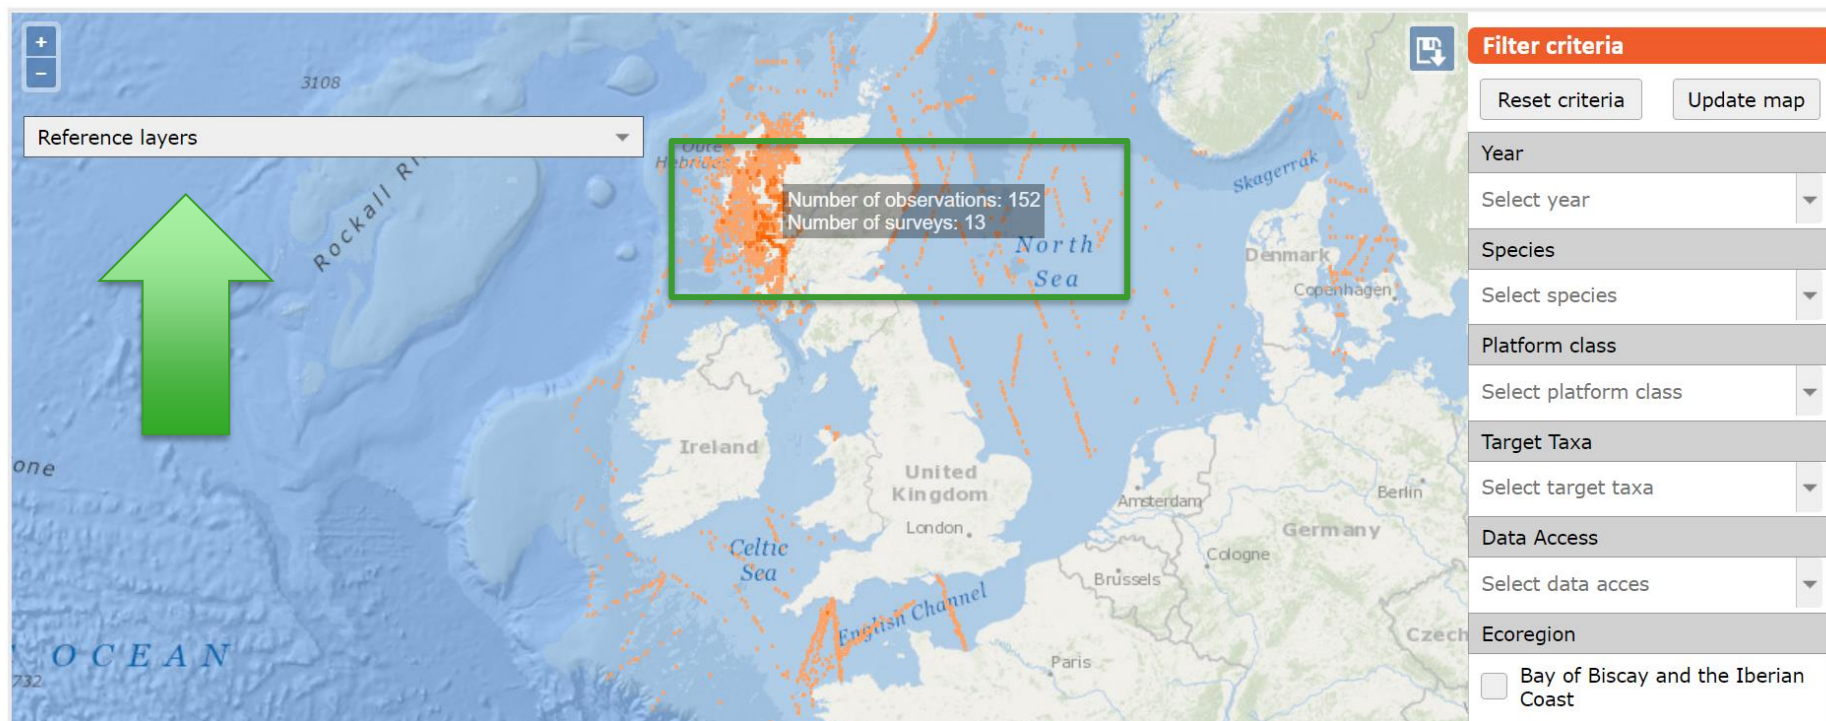 +
−
3108
Reference layers
Oute
Hebrides
Rockall Ri
Number of observations: 152
Number of surveys: 13
North
Sea
Skagerrak
Denmark
Copenhagen
Ireland
United
Kingdom
London
Amsterdam
Berlin
Germany
Cologne
Brussels
Celtic
Sea
English Channel
Paris
Czech
one
OCEAN
732
Filter criteria
Reset criteria
Update map
Year
Select year
Species
Select species
Platform class
Select platform class
Target Taxa
Select target taxa
Data Access
Select data acces
Ecoregion
Bay of Biscay and the Iberian
Coast